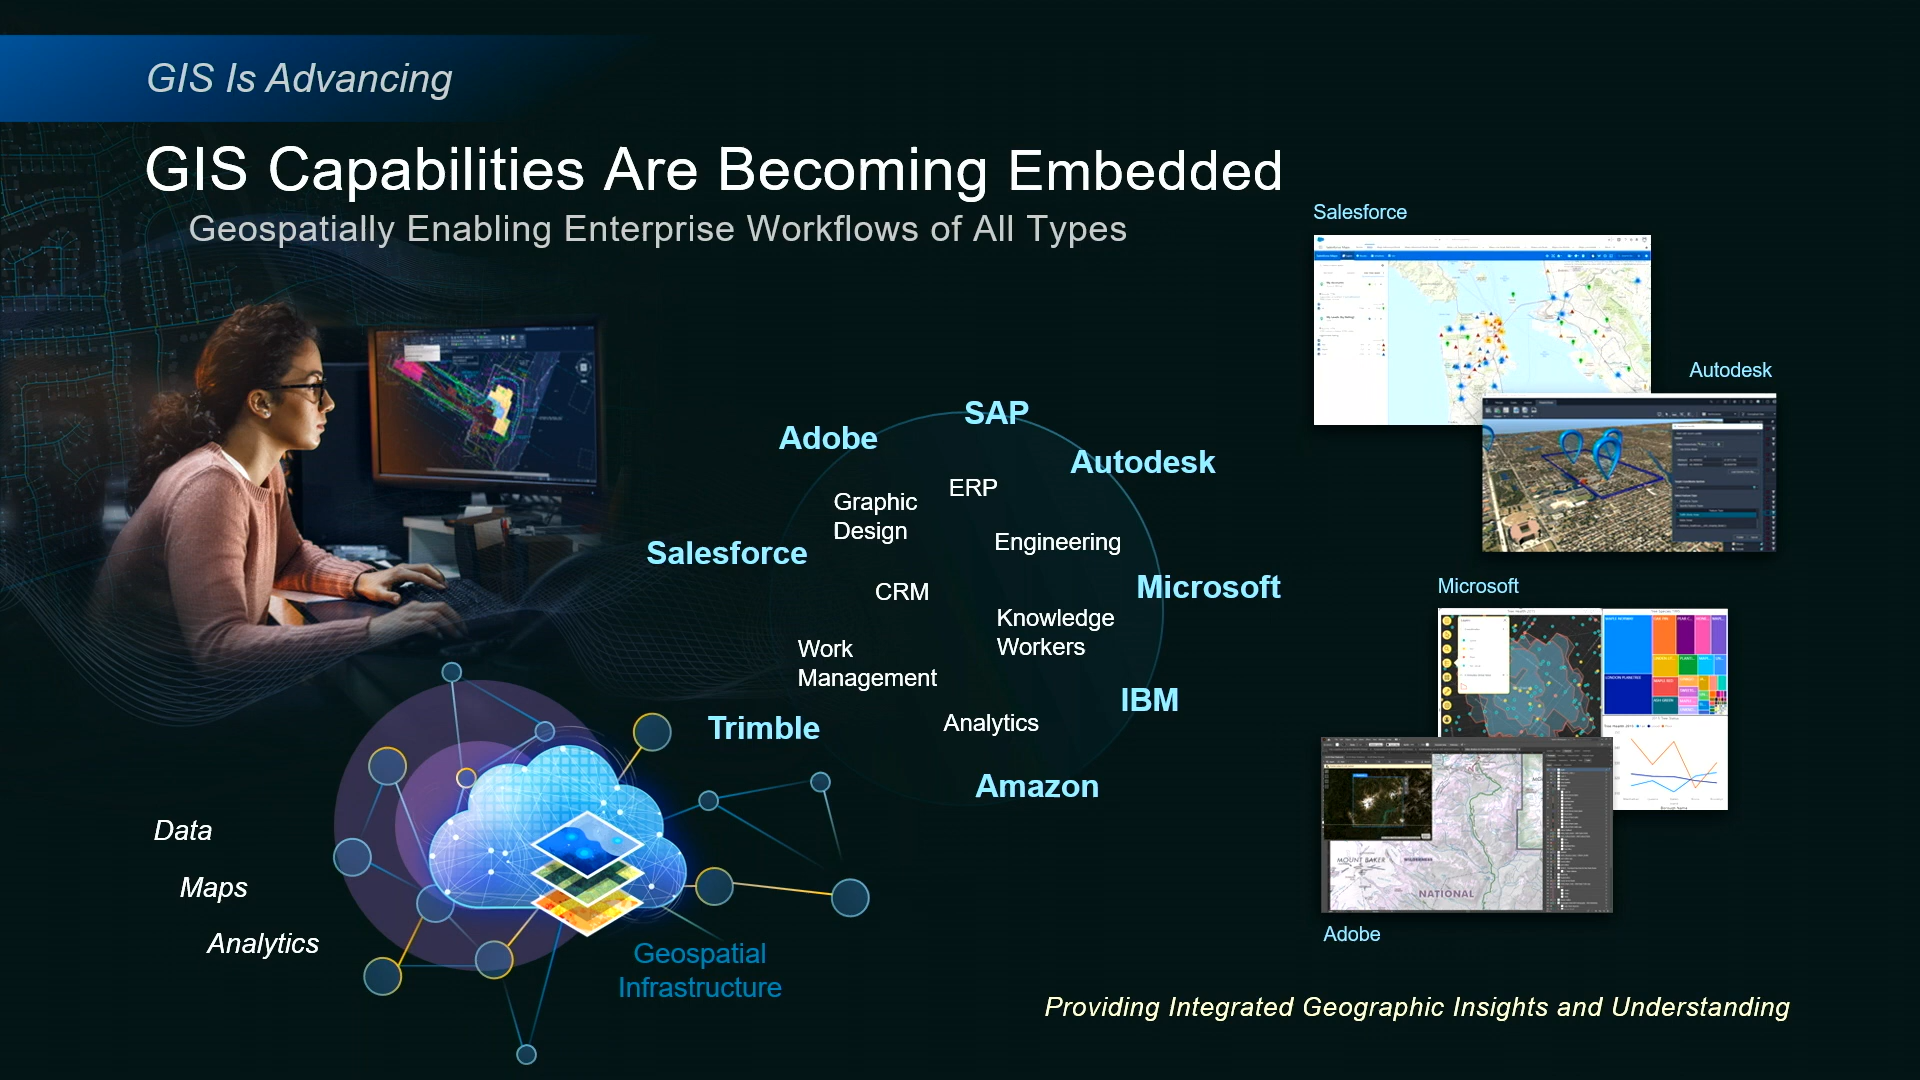 GIS Is Advancing
GIS Capabilities Are Becoming Embedded
Geospatially Enabling Enterprise Workflows of All Types
Salesforce
Autodesk
SAP
Adobe
Autodesk
ERP
Graphic
Design
Engineering
Salesforce
Microsoft
CRM
Microsoft
Knowledge
Workers
Work
Management
IBM
Trimble
Analytics
Amazon
Data
Maps
Analytics
Geospatial
Infrastructure
MOUNT BAKER
WILDERNESS
NATIONAL
Adobe
Providing Integrated Geographic Insights and Understanding